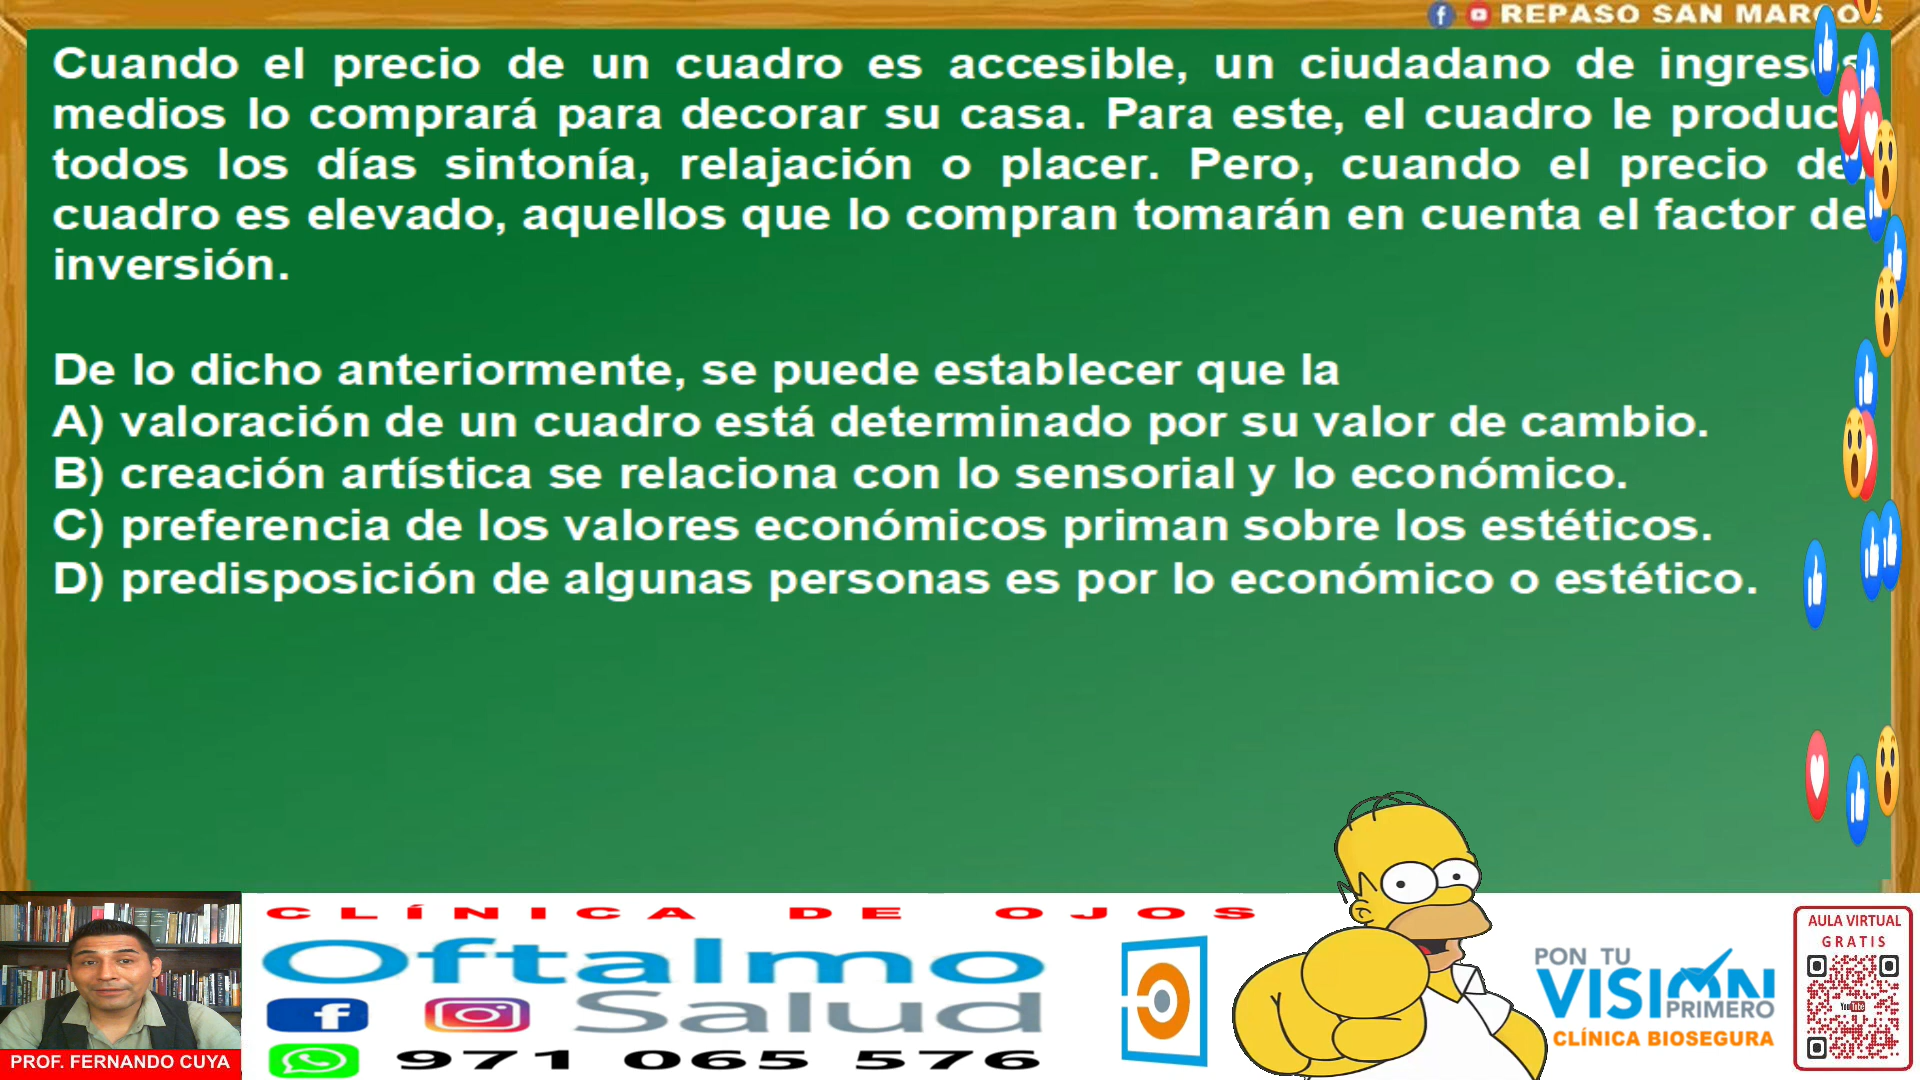 REPASO SAN MARCOS
Cuando el precio de un cuadro es accesible, un ciudadano de ingresos
medios lo comprará para decorar su casa. Para este, el cuadro le produce
todos los días sintonía, relajación o placer. Pero, cuando el precio del
cuadro es elevado, aquellos que lo compran tomarán en cuenta el factor de
inversión.
De lo dicho anteriormente, se puede establecer que la
A) valoración de un cuadro está determinado por su valor de cambio.
B) creación artística se relaciona con lo sensorial y lo económico.
C) preferencia de los valores económicos priman sobre los estéticos.
D) predisposición de algunas personas es por lo económico o estético.
PROF. FERNANDO CUYA
CLÍNICA DE OJOS
Oftalmo
Salud
971 065 576
PON TU
VISIÓN
PRIMERO
CLÍNICA BIOSEGURA
AULA VIRTUAL
GRATIS
YouTube